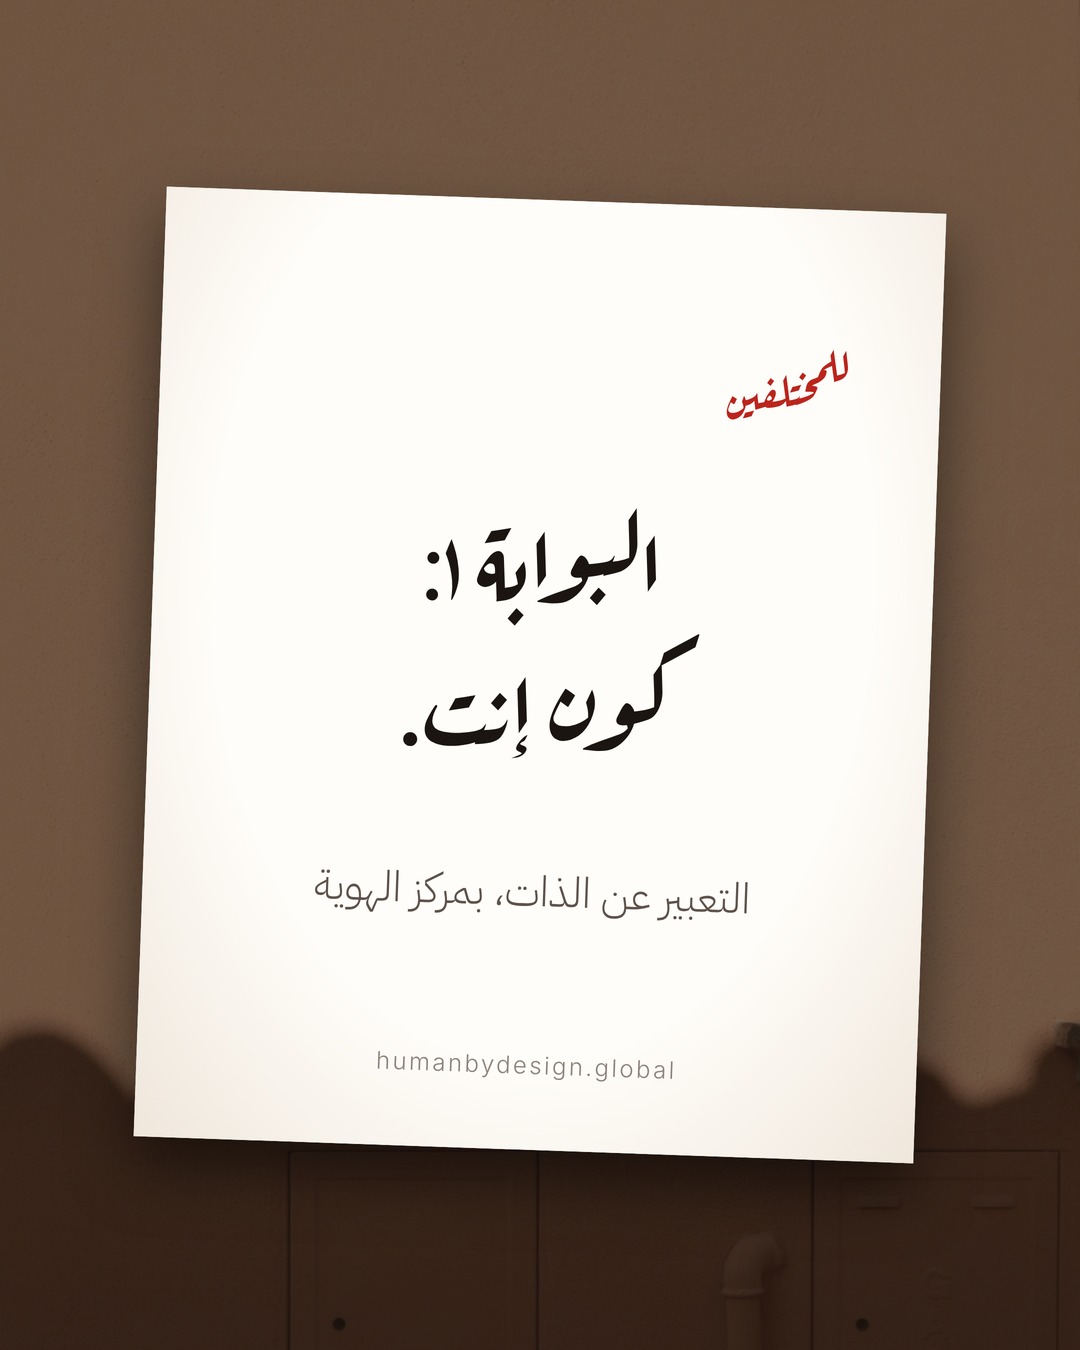 للمختلفين
البوابة ١:
كون إنت.
التعبير عن الذات، بمركز الهوية
humanbydesign.global